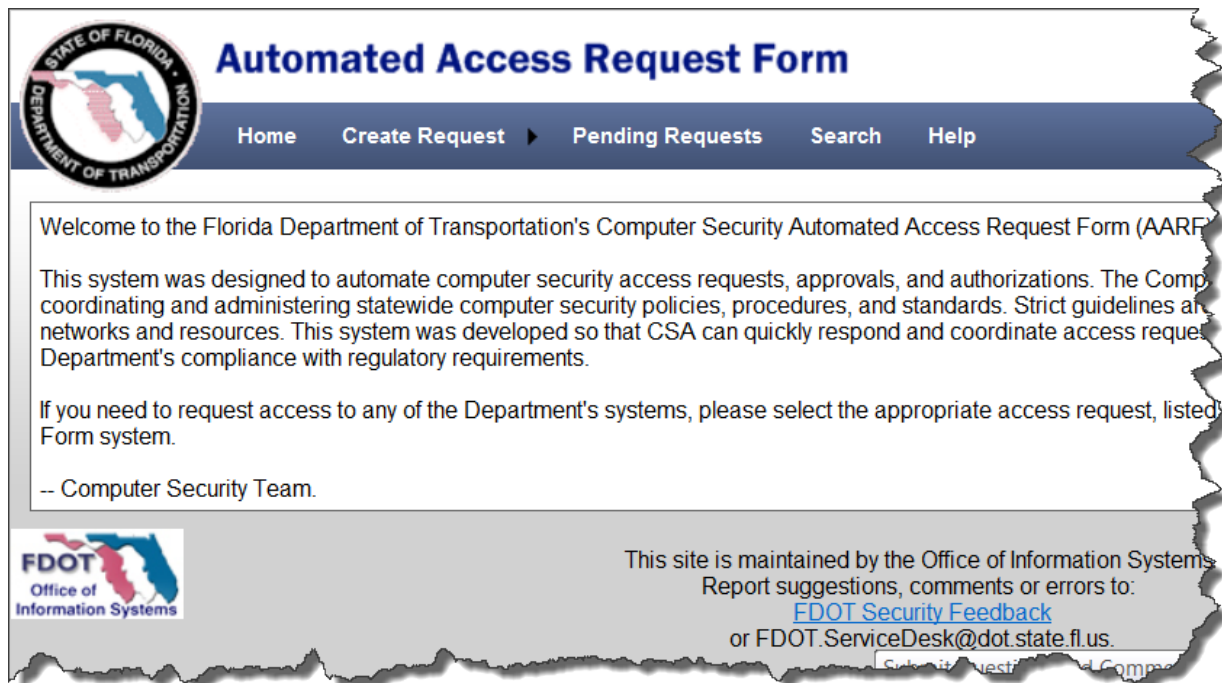 STATE OF FLORIDA • DEPARTMENT OF TRANSPORTATION
Automated Access Request Form
Home Create Request Pending Requests Search Help
Welcome to the Florida Department of Transportation's Computer Security Automated Access Request Form (AARF)
This system was designed to automate computer security access requests, approvals, and authorizations. The Comp
coordinating and administering statewide computer security policies, procedures, and standards. Strict guidelines are
networks and resources. This system was developed so that CSA can quickly respond and coordinate access reques
Department's compliance with regulatory requirements.
If you need to request access to any of the Department's systems, please select the appropriate access request, listed
Form system.
-- Computer Security Team.
FDOT
Office of
Information Systems
This site is maintained by the Office of Information Systems
Report suggestions, comments or errors to:
FDOT Security Feedback
or FDOT.ServiceDesk@dot.state.fl.us.